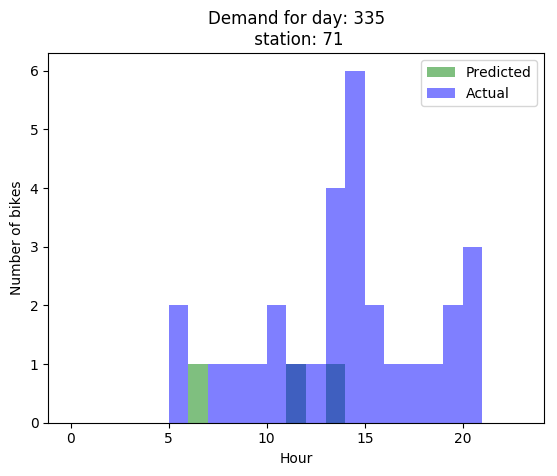 Demand for day: 335
station: 71
Predicted
Actual
Number of bikes
6
5
4
3
2
1
0
0
5
10
15
20
Hour